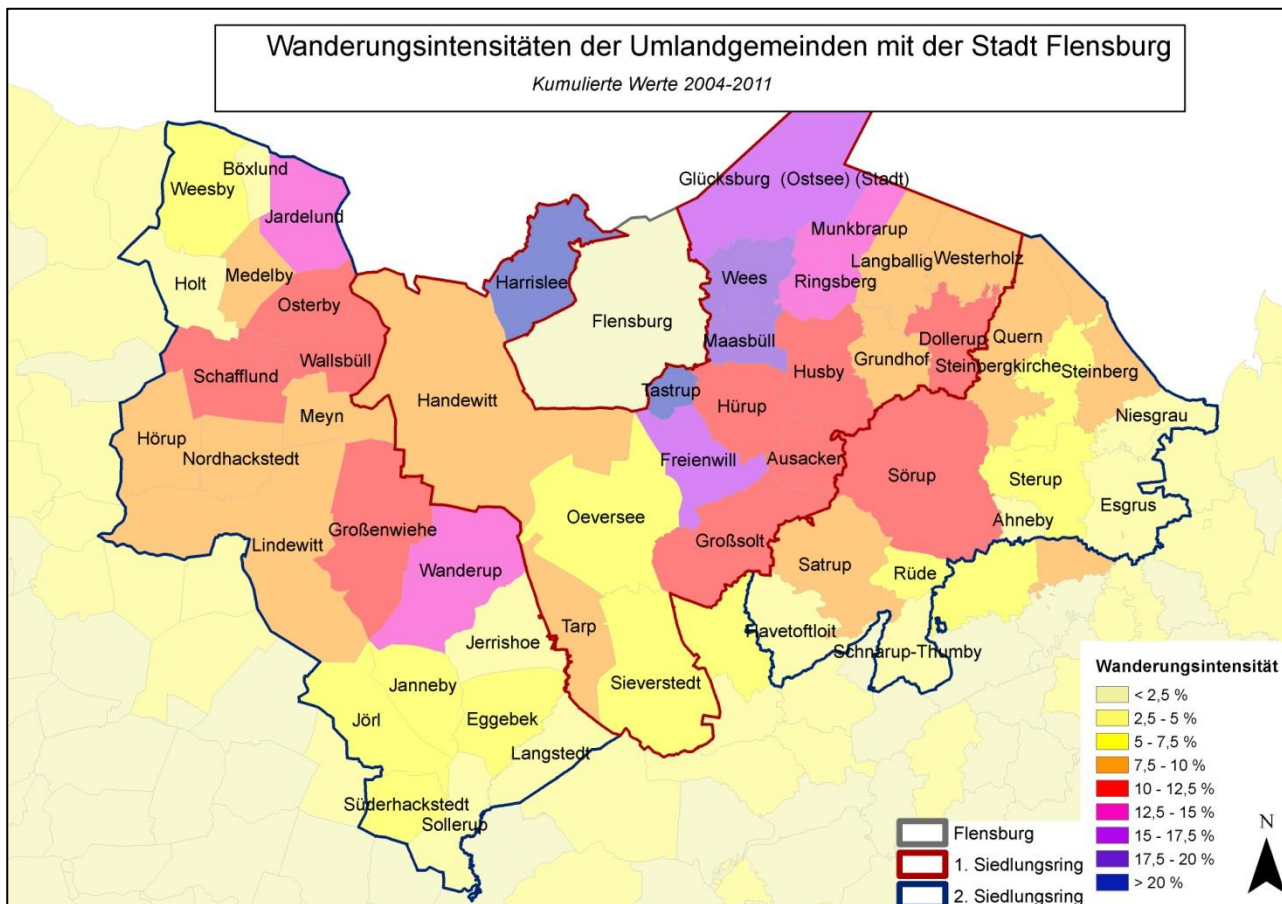 Wanderungsintensitäten der Umlandgemeinden mit der Stadt Flensburg
Kumulierte Werte 2004-2011
Böxlund
Weesby
Jardelund
Glücksburg (Ostsee) (Stadt)
Munkbrarup
Holt
Medelby
Harrislee
Wees
Ringsberg
Langballig
Westerholz
Osterby
Flensburg
Maasbüll
Dollerup
Quern
Schafflund
Wallsbüll
Husby
Grundhof
Steinbergkirche
Steinberg
Handewitt
Tastrup
Hürup
Niesgrau
Meyn
Hörup
Nordhackstedt
Freienwill
Ausacker
Sörup
Sterup
Esgrus
Oeversee
Ahneby
Lindewitt
Großenwiehe
Großsolt
Wanderup
Satrup
Rüde
Tarp
Havetoftloit
Jerrishoe
Schnarup-Thumby
Janneby
Sieverstedt
Jörl
Eggebek
Langstedt
Süderhackstedt
Sollerup
Wanderungsintensität
< 2,5 %
2,5 - 5 %
5 - 7,5 %
7,5 - 10 %
10 - 12,5 %
12,5 - 15 %
15 - 17,5 %
17,5 - 20 %
> 20 %
Flensburg
1. Siedlungsring
2. Siedlungsring
N